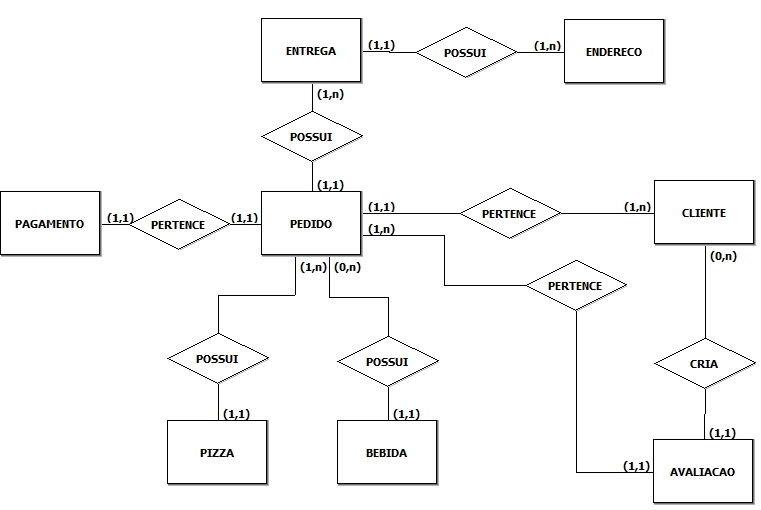 ENTREGA (1,1) POSSUI (1,n) ENDERECO
(1,n)
POSSUI
(1,1)
PAGAMENTO (1,1) PERTENCE (1,1) PEDIDO (1,1) PERTENCE (1,n) CLIENTE
(1,n)
(1,n) (0,n) (0,n)
PERTENCE
POSSUI POSSUI CRIA
(1,1) (1,1) (1,1)
PIZZA BEBIDA (1,1) AVALIACAO